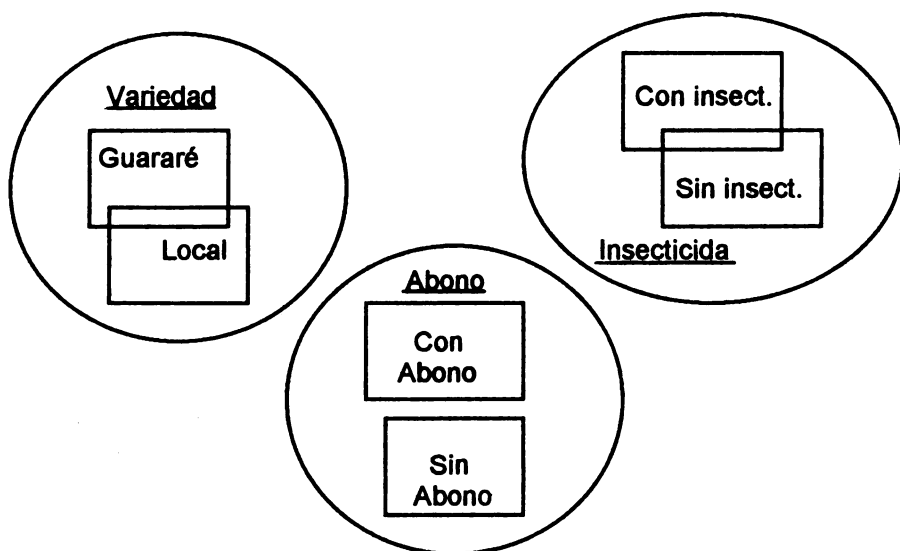 Variedad
Guararé
Local
Con insect.
Sin insect.
Insecticida
Abono
Con
Abono
Sin
Abono